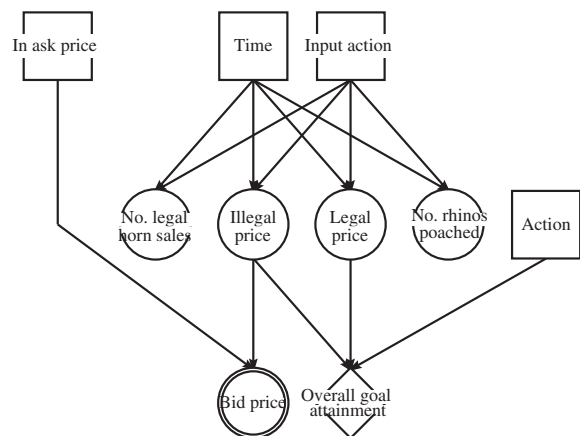 In ask price
Time
Input action
No. legal
horn sales
Illegal
price
Legal
price
No. rhinos
poached
Action
Bid price
Overall goal
attainment